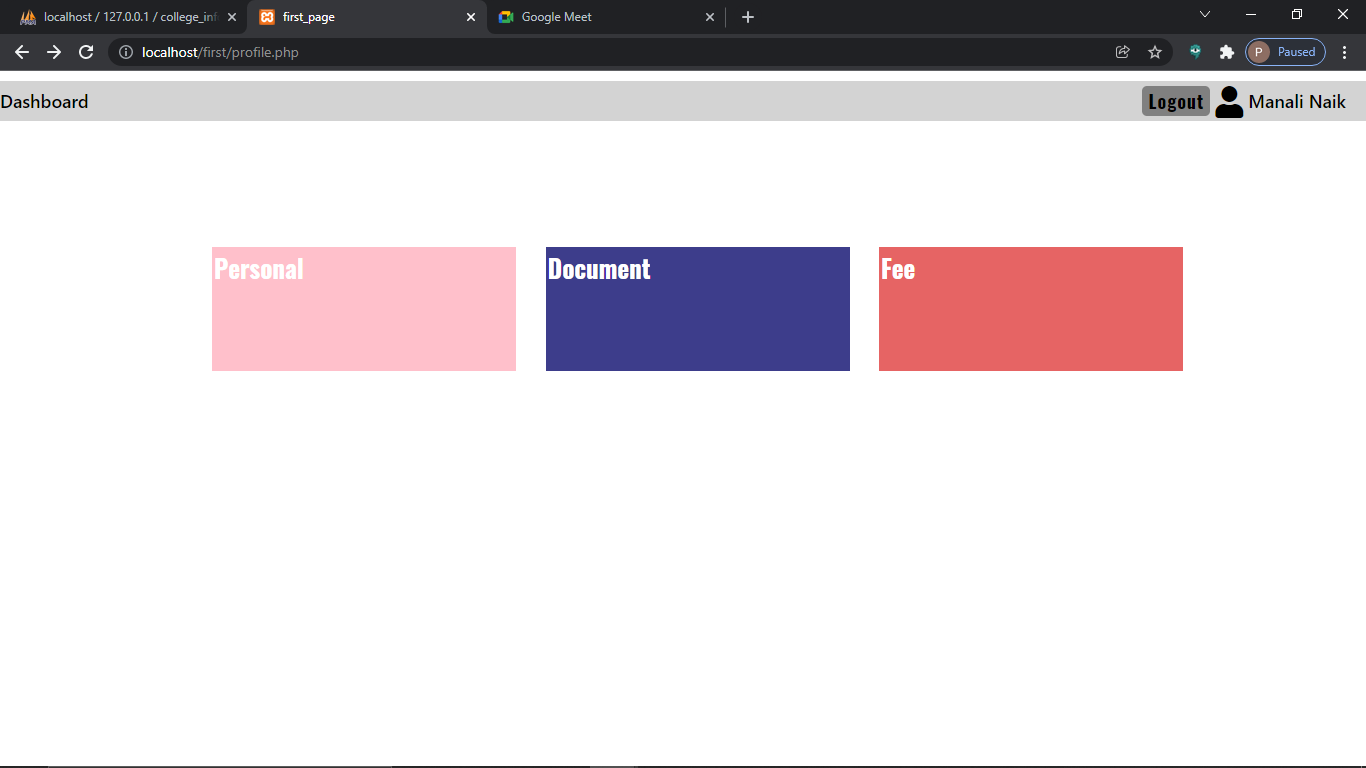 localhost / 127.0.0.1 / college_inf
first_page
Google Meet
localhost/first/profile.php
P Paused
Dashboard
Logout
Manali Naik
Personal
Document
Fee